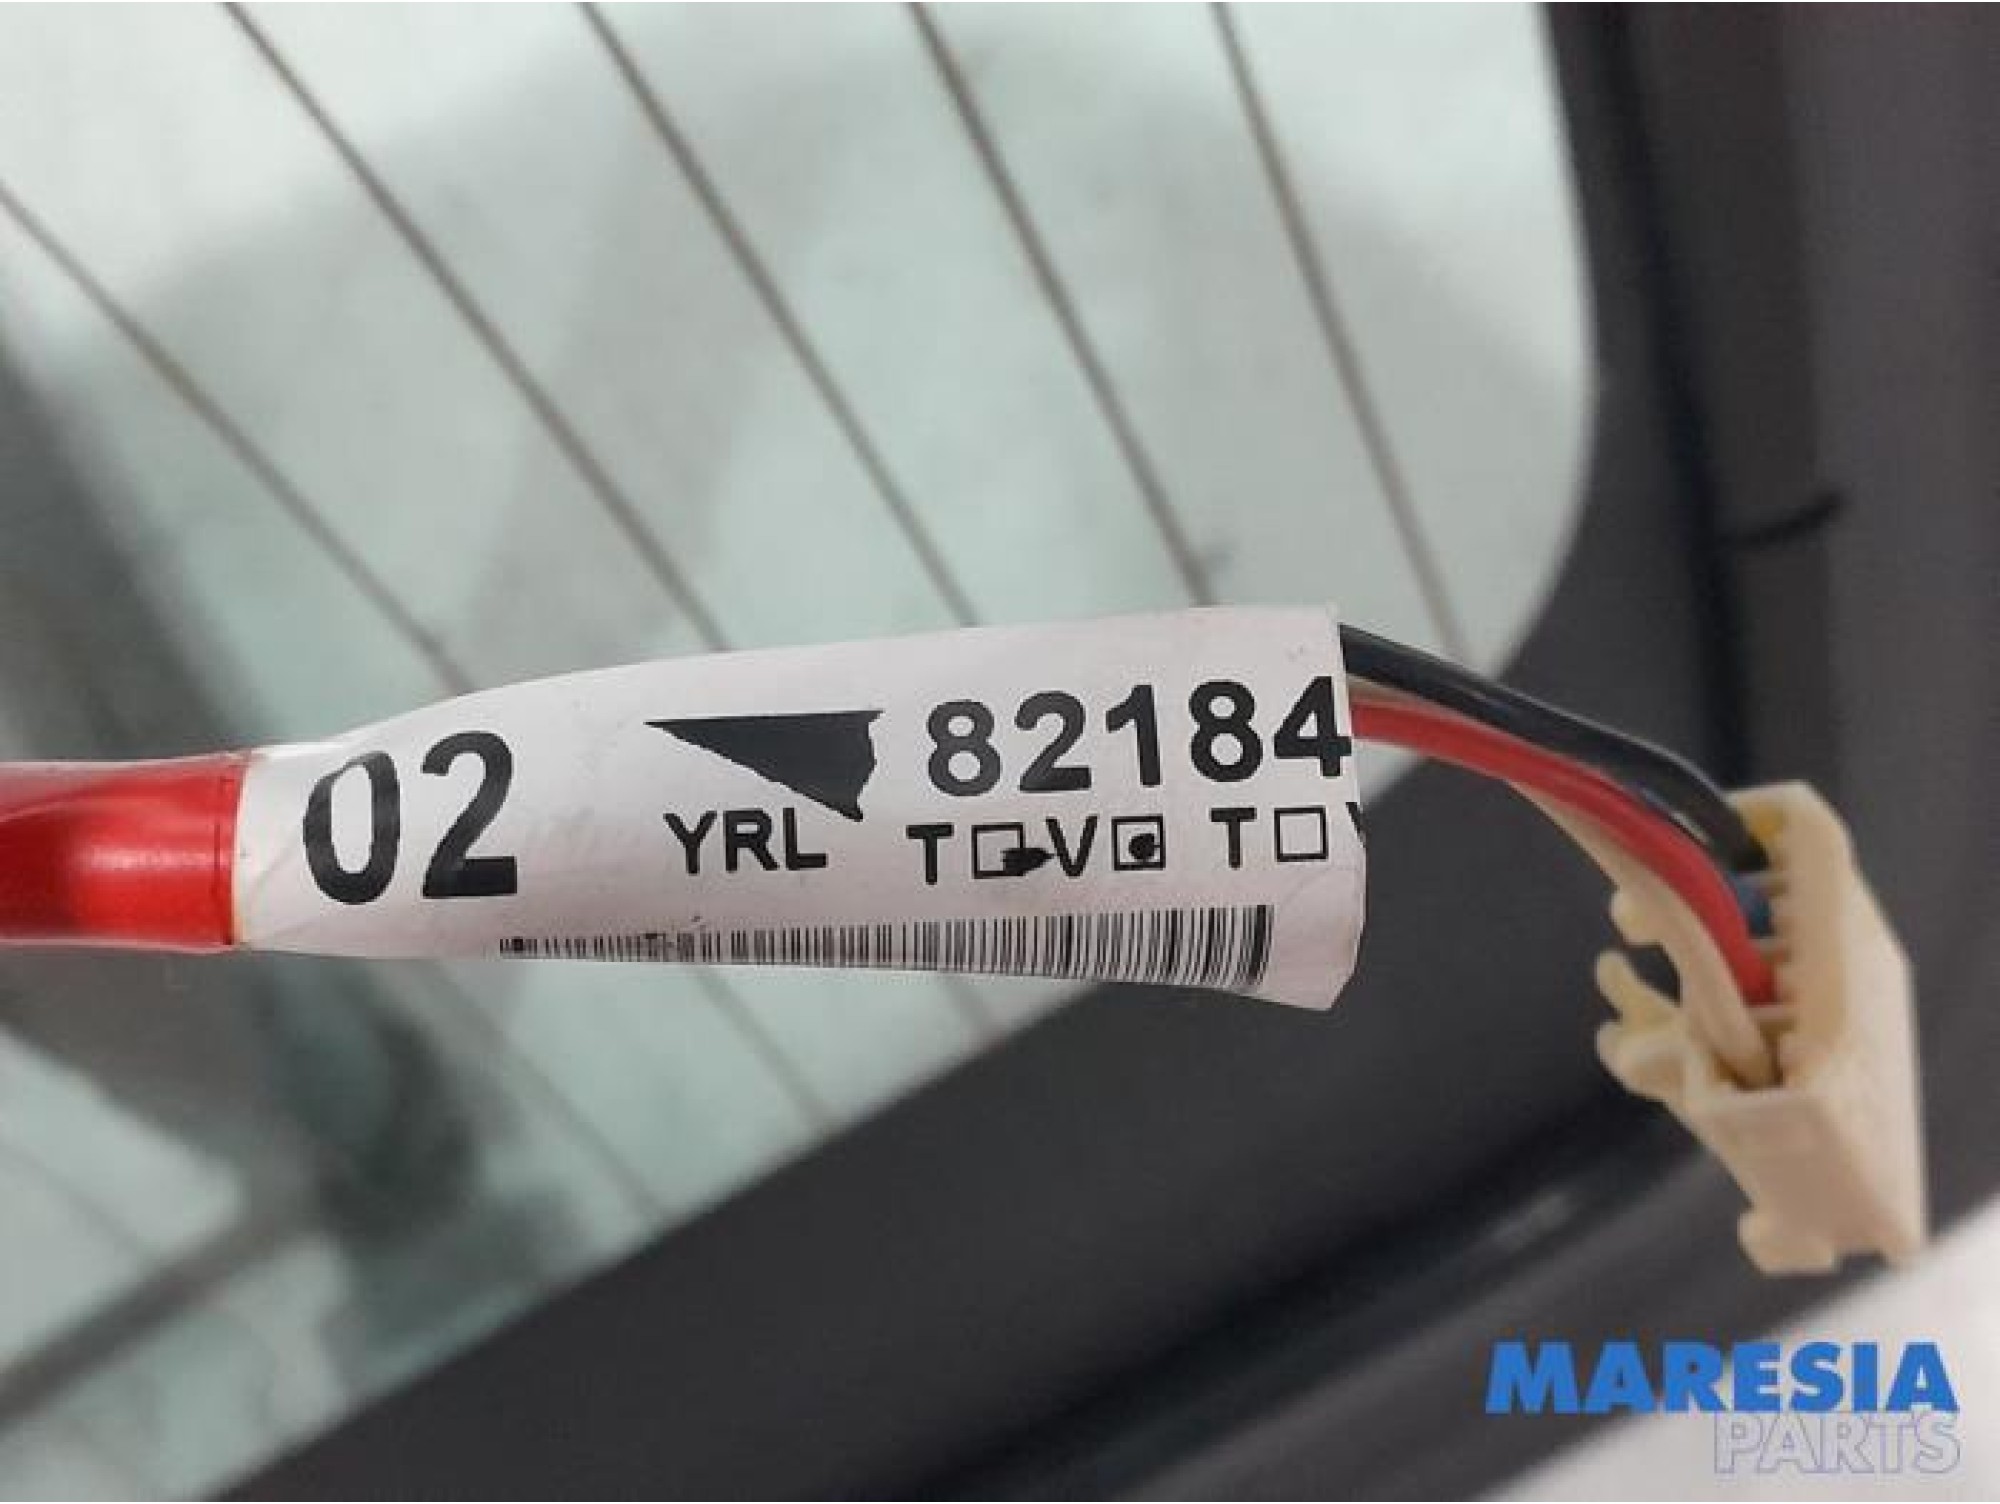 02 82184
YRL T V T
MARESIA
PARTS